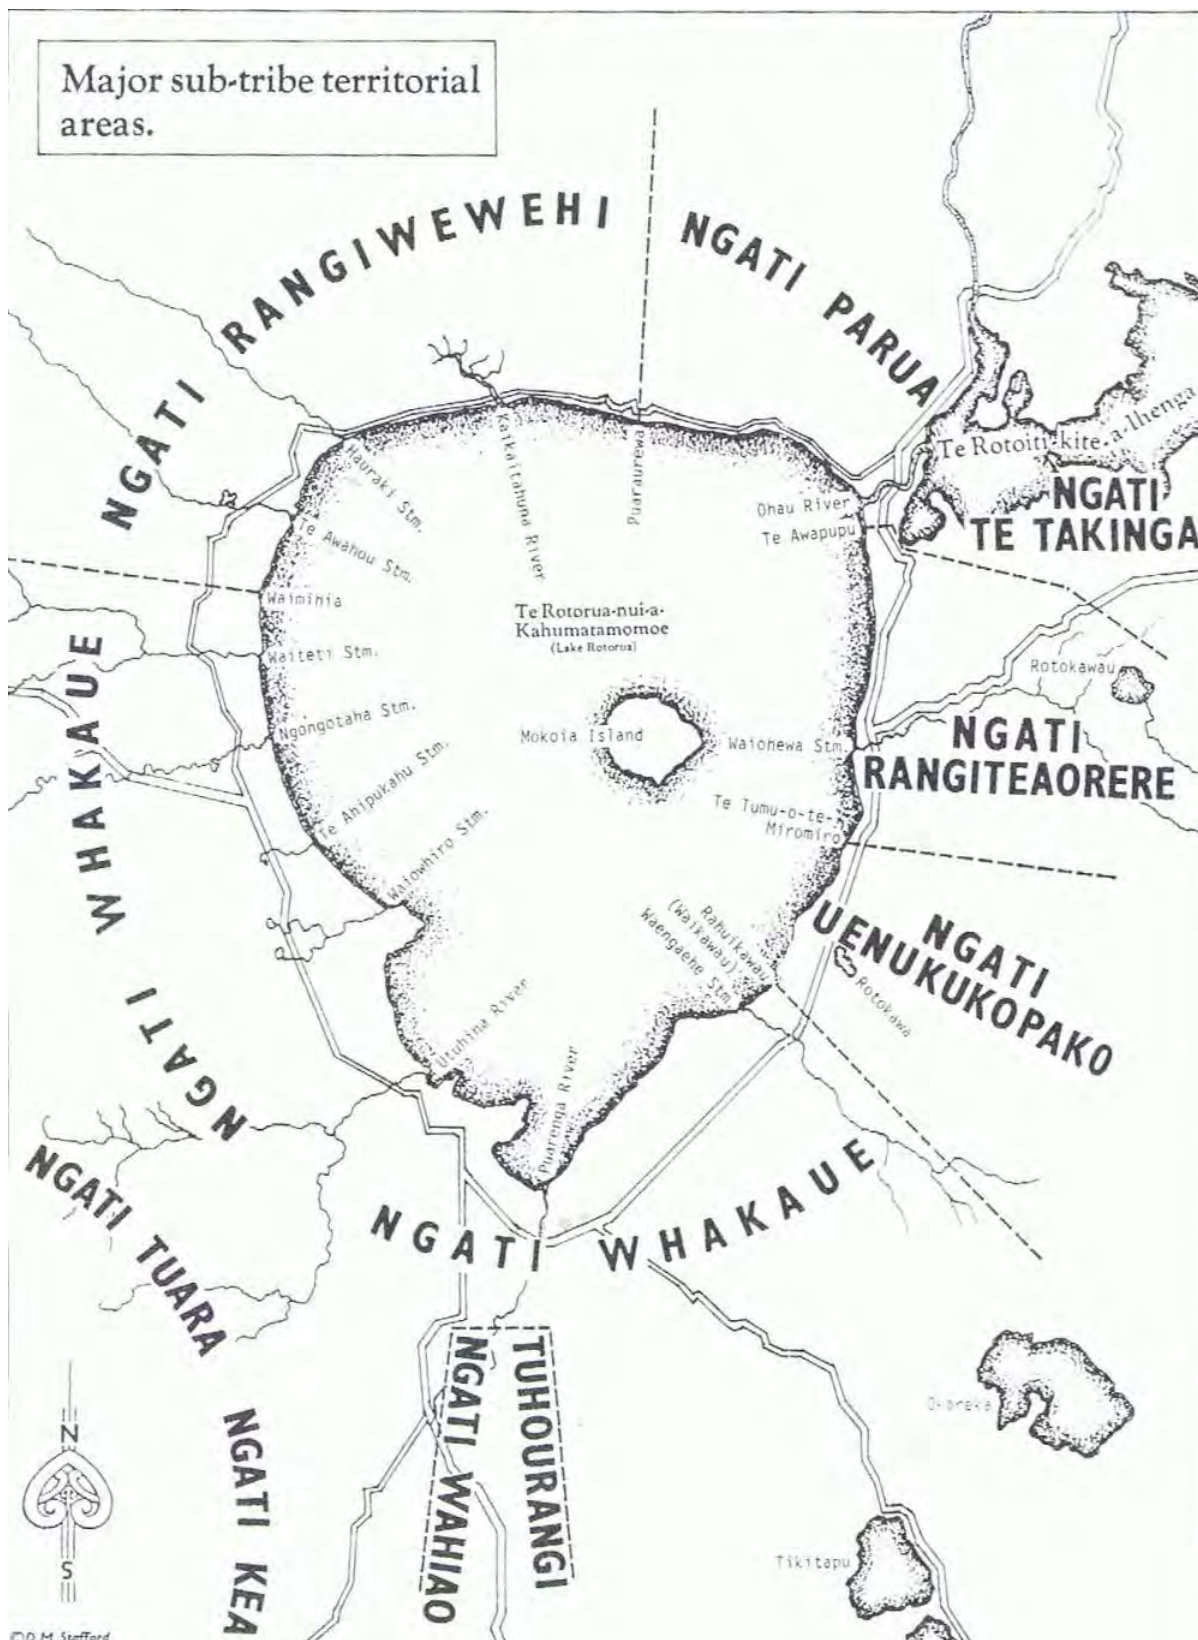 Major sub-tribe territorial
areas.
NGATI RANGIWEWEHI
NGATI PARUA
Te Rotoiti-kite-a-Ihenga
NGATI
TE TAKINGA
Hauraki Stm.
Kaikaitahuna River
Puaraurewa
Ohau River
Te Awapupu
Te Awahou Stm.
Waimihia
Waiteti Stm.
Ngongotaha Stm.
Te Ahipukahu Stm.
Waiowhiro Stm.
Te Rotorua-nui-a-
Kahumatamomoe
(Lake Rotorua)
Mokoia Island
Rotokawau
Waiohewa Stm.
NGATI
RANGITEAORERE
Te Tumu-o-te-
Miromiro
NGATI
UENUKUKOPAKO
Rahuikawau
(Waikawau)
Waengaehe Stm.
Rotokawa
Utuhina River
Puarenga River
NGATI WHAKAUE
NGATI WHAKAUE
NGATI TUARA
NGATI KEA
TUHOURANGI
NGATI WAHIAO
Okareka
Tikitapu
N
S
©D.M. Stafford